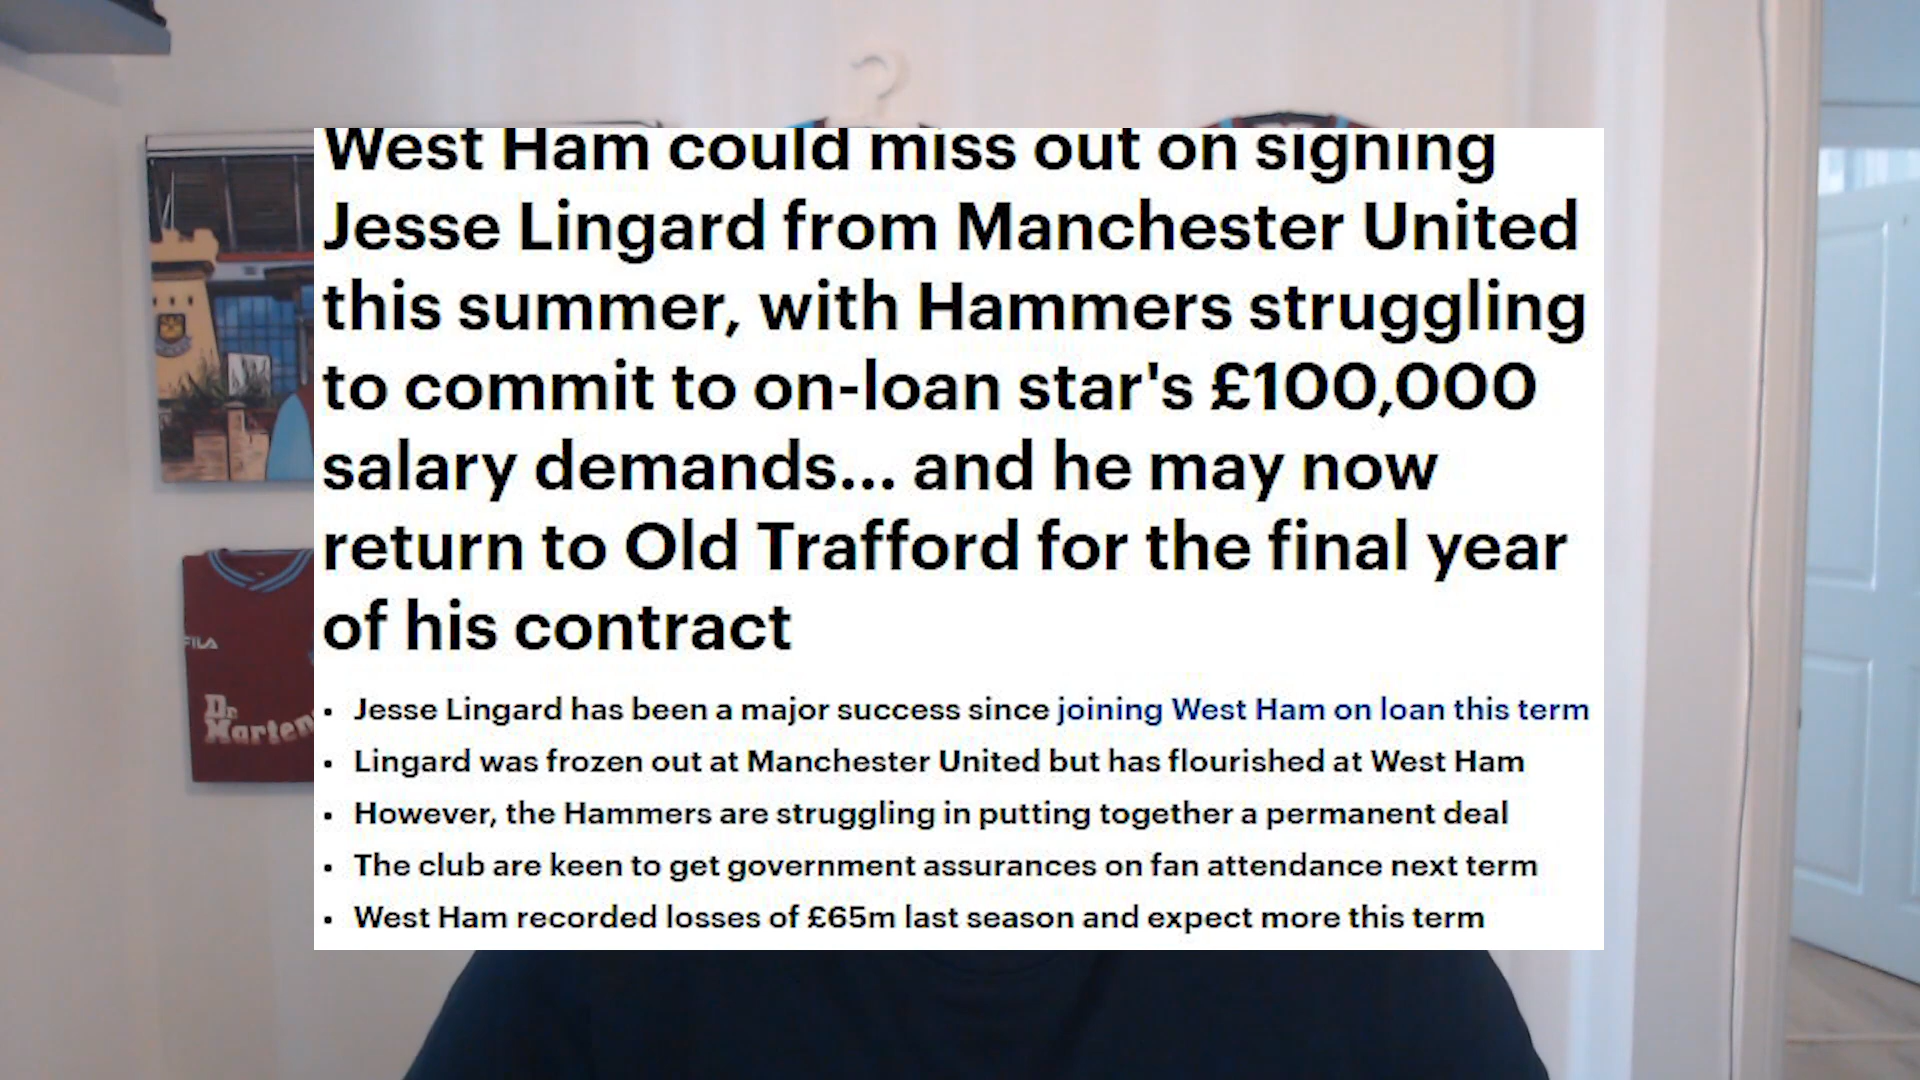 West Ham could miss out on signing
Jesse Lingard from Manchester United
this summer, with Hammers struggling
to commit to on-loan star's £100,000
salary demands... and he may now
return to Old Trafford for the final year
of his contract
• Jesse Lingard has been a major success since joining West Ham on loan this term
• Lingard was frozen out at Manchester United but has flourished at West Ham
• However, the Hammers are struggling in putting together a permanent deal
• The club are keen to get government assurances on fan attendance next term
• West Ham recorded losses of £65m last season and expect more this term
FILA
Dr
Marten